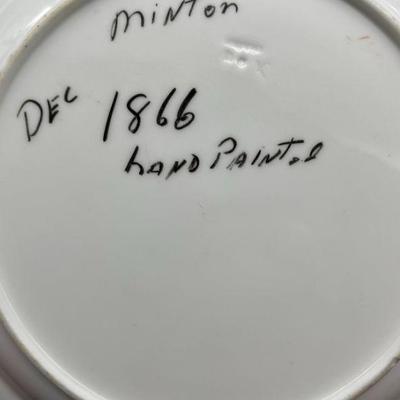 minton
DEC 1866
HAND PAINTED